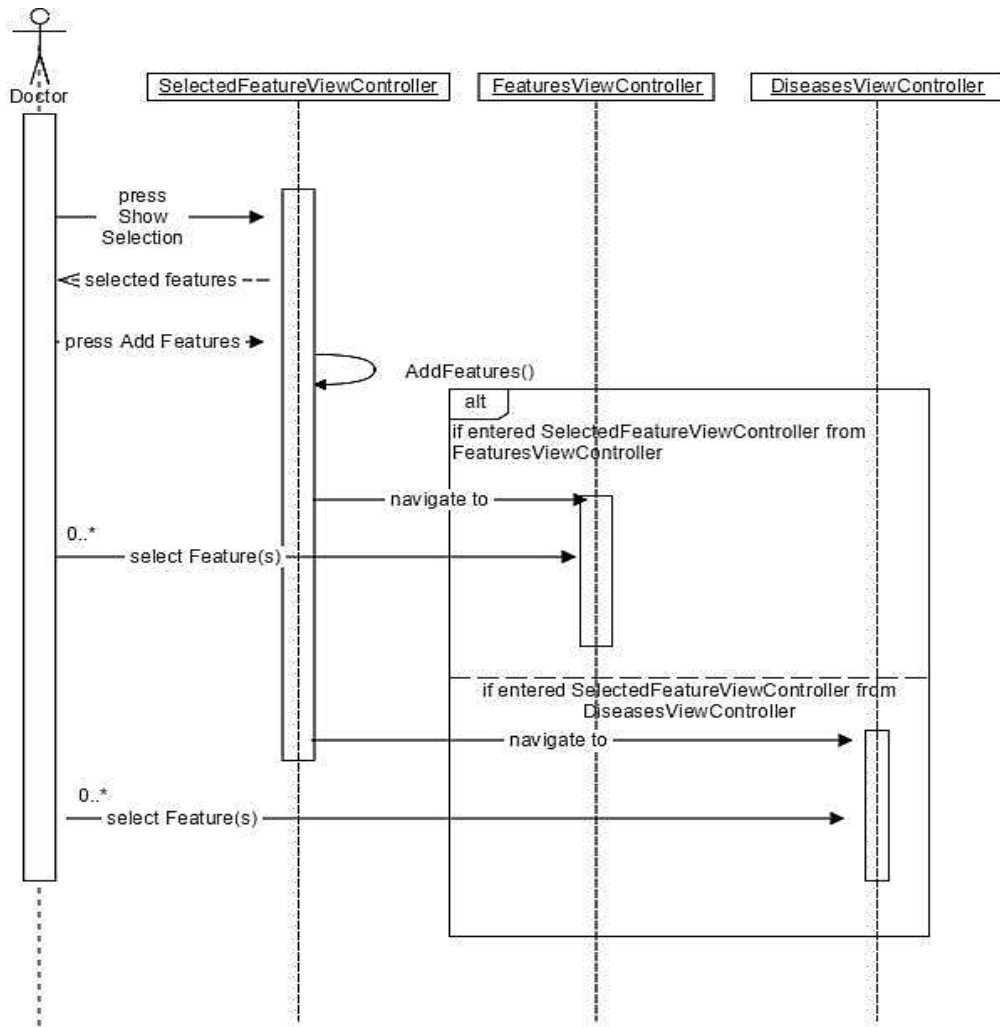 Doctor
SelectedFeatureViewController
FeaturesViewController
DiseasesViewController
press
Show
Selection
selected features
press Add Features
AddFeatures()
alt
if entered SelectedFeatureViewController from
FeaturesViewController
navigate to
0..*
select Feature(s)
if entered SelectedFeatureViewController from
DiseasesViewController
navigate to
0..*
select Feature(s)